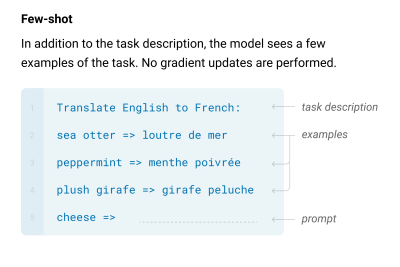 Few-shot
In addition to the task description, the model sees a few
examples of the task. No gradient updates are performed.
1 Translate English to French: task description
2 sea otter => loutre de mer examples
3 peppermint => menthe poivrée
4 plush girafe => girafe peluche
5 cheese => prompt